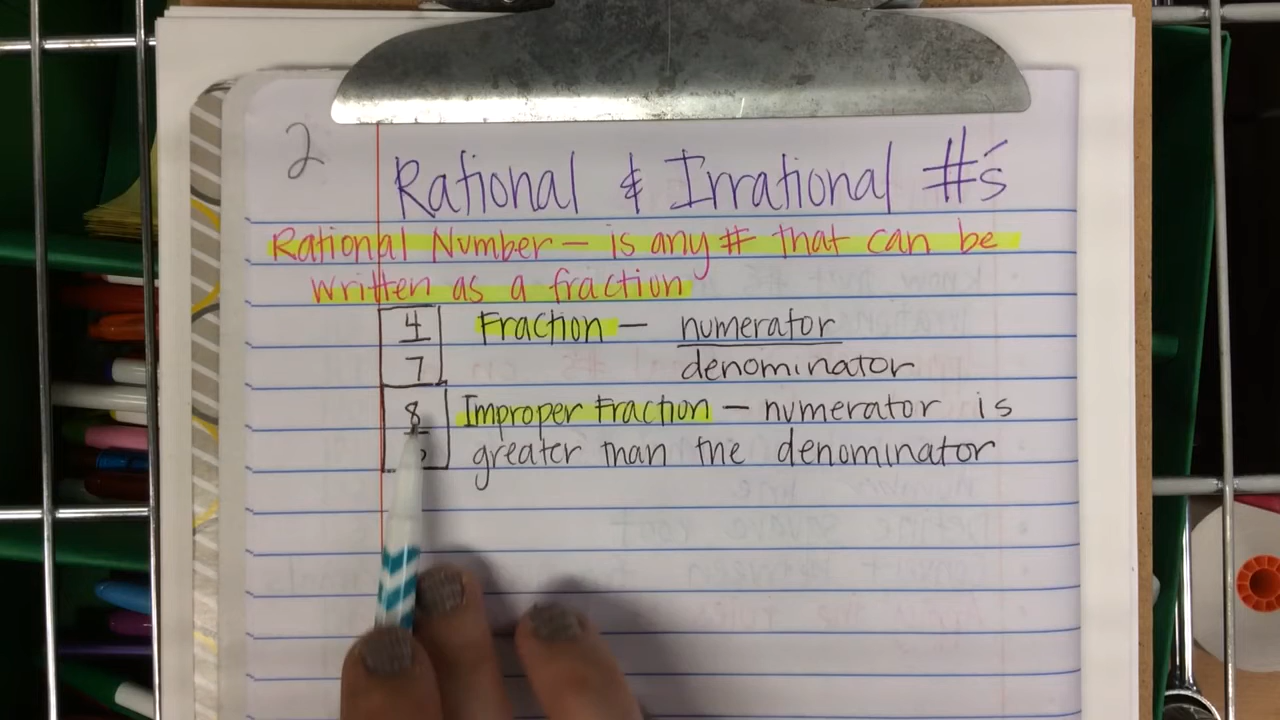 2
Rational & Irrational #'s
Rational Number – is any # that can be
written as a fraction
4 Fraction – numerator
7 denominator
8 Improper Fraction – numerator is
greater than the denominator